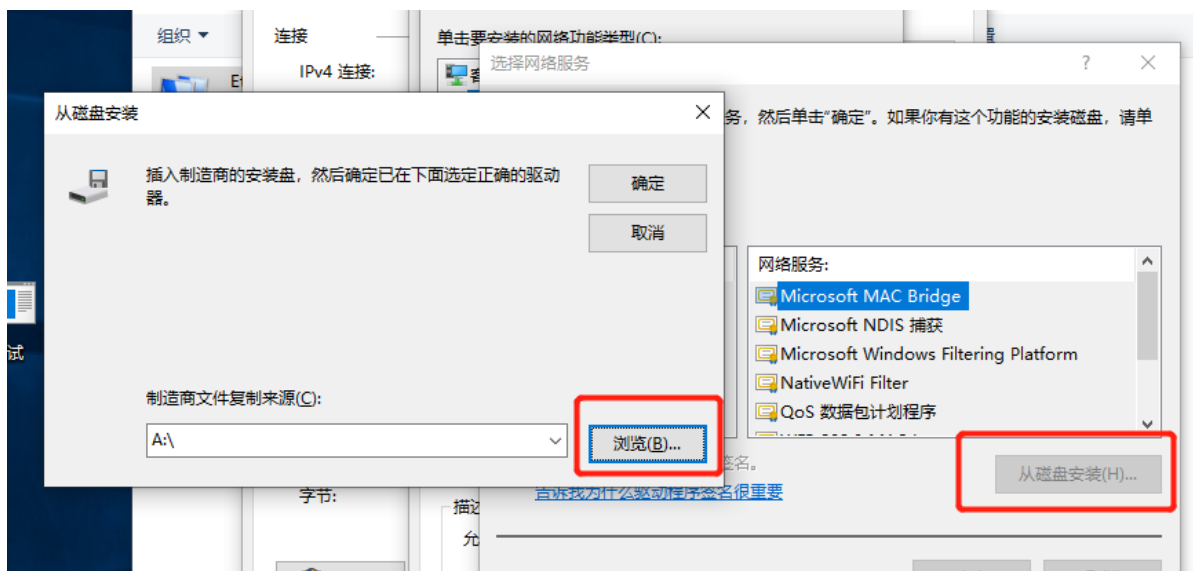 组织
连接
IPv4 连接:
单击要安装的网络功能类型(C):
选择网络服务
从磁盘安装
务，然后单击“确定”。如果你有这个功能的安装磁盘，请单
插入制造商的安装盘，然后确定已在下面选定正确的驱动
器。
确定
取消
网络服务:
Microsoft MAC Bridge
Microsoft NDIS 捕获
Microsoft Windows Filtering Platform
NativeWiFi Filter
QoS 数据包计划程序
试
制造商文件复制来源(C):
A:\
浏览(B)...
签名。
从磁盘安装(H)...
告诉我为什么驱动程序签名很重要
字节:
描述
允